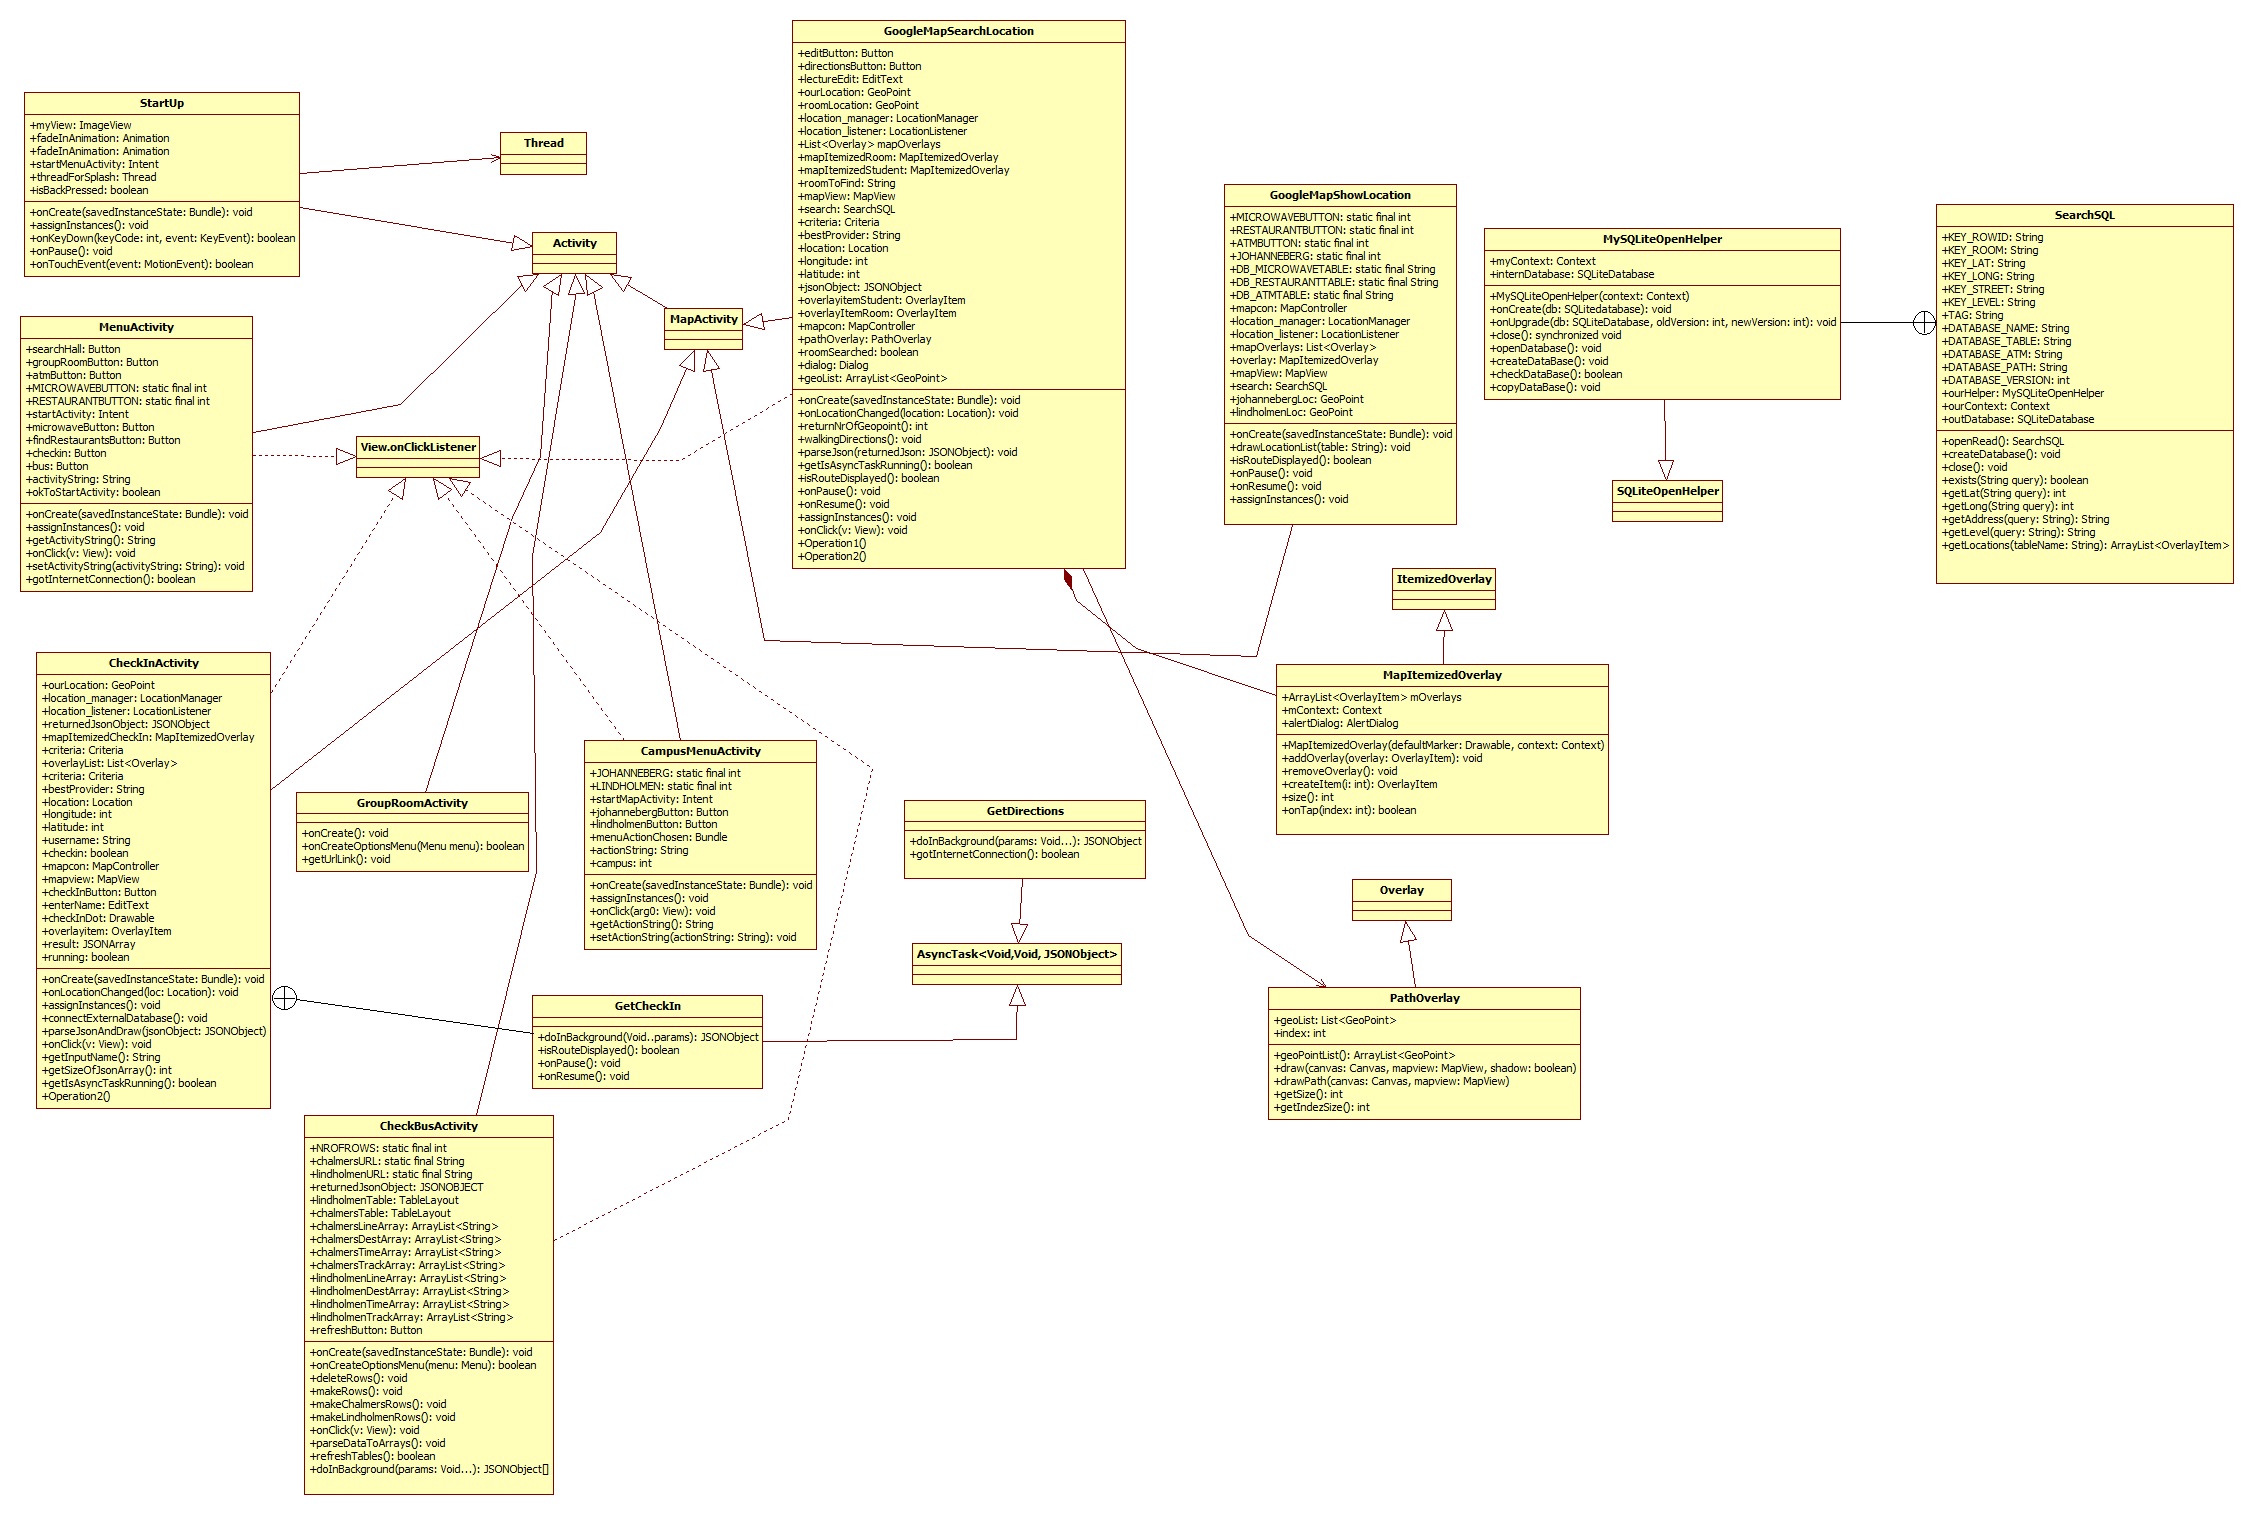 GoogleMapSearchLocation
+editButton: Button
+directionsButton: Button
+lectureEdit: EditText
+ourLocation: GeoPoint
+roomLocation: GeoPoint
+location_manager: LocationManager
+location_listener: LocationListener
+List<Overlay> mapOverlays
+mapItemizedRoom: MapItemizedOverlay
+mapItemizedStudent: MapItemizedOverlay
+roomToFind: String
+mapView: MapView
+search: SearchSQL
+criteria: Criteria
+bestProvider: String
+location: Location
+longitude: int
+latitude: int
+jsonObject: JSONObject
+overlayitemStudent: OverlayItem
+overlayItemRoom: OverlayItem
+mapcon: MapController
+pathOverlay: PathOverlay
+roomSearched: boolean
+dialog: Dialog
+geoList: ArrayList<GeoPoint>
+onCreate(savedInstanceState: Bundle): void
+onLocationChanged(location: Location): void
+returnNrOfGeopoint(): int
+walkingDirections(): void
+parseJson(returnedJson: JSONObject): void
+getIsAsyncTaskRunning(): boolean
+isRouteDisplayed(): boolean
+onPause(): void
+onResume(): void
+assignInstances(): void
+onClick(v: View): void
+Operation1()
+Operation2()
StartUp
+myView: ImageView
+fadeInAnimation: Animation
+fadeInAnimation: Animation
+startMenuActivity: Intent
+threadForSplash: Thread
+isBackPressed: boolean
+onCreate(savedInstanceState: Bundle): void
+assignInstances(): void
+onKeyDown(keyCode: int, event: KeyEvent): boolean
+onPause(): void
+onTouchEvent(event: MotionEvent): boolean
Thread
Activity
MapActivity
GoogleMapShowLocation
+MICROWAVEBUTTON: static final int
+RESTAURANTBUTTON: static final int
+ATMBUTTON: static final int
+JOHANNEBERG: static final int
+DB_MICROWAVETABLE: static final String
+DB_RESTAURANTTABLE: static final String
+DB_ATMTABLE: static final String
+mapcon: MapController
+location_manager: LocationManager
+location_listener: LocationListener
+mapOverlays: List<Overlay>
+overlay: MapItemizedOverlay
+mapView: MapView
+search: SearchSQL
+johannebergLoc: GeoPoint
+lindholmenLoc: GeoPoint
+onCreate(savedInstanceState: Bundle): void
+drawLocationList(table: String): void
+isRouteDisplayed(): boolean
+onPause(): void
+onResume(): void
+assignInstances(): void
MySQLiteOpenHelper
+myContext: Context
+internDatabase: SQLiteDatabase
+MySQLiteOpenHelper(context: Context)
+onCreate(db: SQLitedatabase): void
+onUpgrade(db: SQLiteDatabase, oldVersion: int, newVersion: int): void
+close(): synchronized void
+openDatabase(): void
+createDataBase(): void
+checkDataBase(): boolean
+copyDataBase(): void
SearchSQL
+KEY_ROWID: String
+KEY_ROOM: String
+KEY_LAT: String
+KEY_LONG: String
+KEY_STREET: String
+KEY_LEVEL: String
+TAG: String
+DATABASE_NAME: String
+DATABASE_TABLE: String
+DATABASE_ATM: String
+DATABASE_PATH: String
+DATABASE_VERSION: int
+ourHelper: MySQLiteOpenHelper
+ourContext: Context
+outDatabase: SQLiteDatabase
+openRead(): SearchSQL
+createDatabase(): void
+close(): void
+exists(String query): boolean
+getLat(String query): int
+getLong(String query): int
+getAddress(query: String): String
+getLevel(query: String): String
+getLocations(tableName: String): ArrayList<OverlayItem>
SQLiteOpenHelper
MenuActivity
+searchHall: Button
+groupRoomButton: Button
+atmButton: Button
+MICROWAVEBUTTON: static final int
+RESTAURANTBUTTON: static final int
+startActivity: Intent
+microwaveButton: Button
+findRestaurantsButton: Button
+checkin: Button
+bus: Button
+activityString: String
+okToStartActivity: boolean
+onCreate(savedInstanceState: Bundle): void
+assignInstances(): void
+getActivityString(): String
+onClick(v: View): void
+setActivityString(activityString: String): void
+gotInternetConnection(): boolean
View.onClickListener
ItemizedOverlay
MapItemizedOverlay
+ArrayList<OverlayItem> mOverlays
+mContext: Context
+alertDialog: AlertDialog
+MapItemizedOverlay(defaultMarker: Drawable, context: Context)
+addOverlay(overlay: OverlayItem): void
+removeOverlay(): void
+createItem(i: int): OverlayItem
+size(): int
+onTap(index: int): boolean
CheckInActivity
+ourLocation: GeoPoint
+location_manager: LocationManager
+location_listener: LocationListener
+returnedJsonObject: JSONObject
+mapItemizedCheckIn: MapItemizedOverlay
+criteria: Criteria
+overlayList: List<Overlay>
+criteria: Criteria
+bestProvider: String
+location: Location
+longitude: int
+latitude: int
+username: String
+checkin: boolean
+mapcon: MapController
+mapview: MapView
+checkInButton: Button
+enterName: EditText
+checkInDot: Drawable
+overlayitem: OverlayItem
+result: JSONArray
+running: boolean
+onCreate(savedInstanceState: Bundle): void
+onLocationChanged(loc: Location): void
+assignInstances(): void
+connectExternalDatabase(): void
+parseJsonAndDraw(jsonObject: JSONObject)
+onClick(v: View): void
+getInputName(): String
+getSizeOfJsonArray(): int
+getIsAsyncTaskRunning(): boolean
+Operation2()
GroupRoomActivity
+onCreate(): void
+onCreateOptionsMenu(Menu menu): boolean
+getUrlLink(): void
CampusMenuActivity
+JOHANNEBERG: static final int
+LINDHOLMEN: static final int
+startMapActivity: Intent
+johannebergButton: Button
+lindholmenButton: Button
+menuActionChosen: Bundle
+actionString: String
+campus: int
+onCreate(savedInstanceState: Bundle): void
+assignInstances(): void
+onClick(arg0: View): void
+getActionString(): String
+setActionString(actionString: String): void
GetDirections
+doInBackground(params: Void...): JSONObject
+gotInternetConnection(): boolean
AsyncTask<Void,Void, JSONObject>
GetCheckIn
+doInBackground(Void..params): JSONObject
+isRouteDisplayed(): boolean
+onPause(): void
+onResume(): void
Overlay
PathOverlay
+geoList: List<GeoPoint>
+index: int
+geoPointList(): ArrayList<GeoPoint>
+draw(canvas: Canvas, mapview: MapView, shadow: boolean)
+drawPath(canvas: Canvas, mapview: MapView)
+getSize(): int
+getIndezSize(): int
CheckBusActivity
+NROFROWS: static final int
+chalmersURL: static final String
+lindholmenURL: static final String
+returnedJsonObject: JSONOBJECT
+lindholmenTable: TableLayout
+chalmersTable: TableLayout
+chalmersLineArray: ArrayList<String>
+chalmersDestArray: ArrayList<String>
+chalmersTimeArray: ArrayList<String>
+chalmersTrackArray: ArrayList<String>
+lindholmenLineArray: ArrayList<String>
+lindholmenDestArray: ArrayList<String>
+lindholmenTimeArray: ArrayList<String>
+lindholmenTrackArray: ArrayList<String>
+refreshButton: Button
+onCreate(savedInstanceState: Bundle): void
+onCreateOptionsMenu(menu: Menu): boolean
+deleteRows(): void
+makeRows(): void
+makeChalmersRows(): void
+makeLindholmenRows(): void
+onClick(v: View): void
+parseDataToArrays(): void
+refreshTables(): boolean
+doInBackground(params: Void...): JSONObject[]